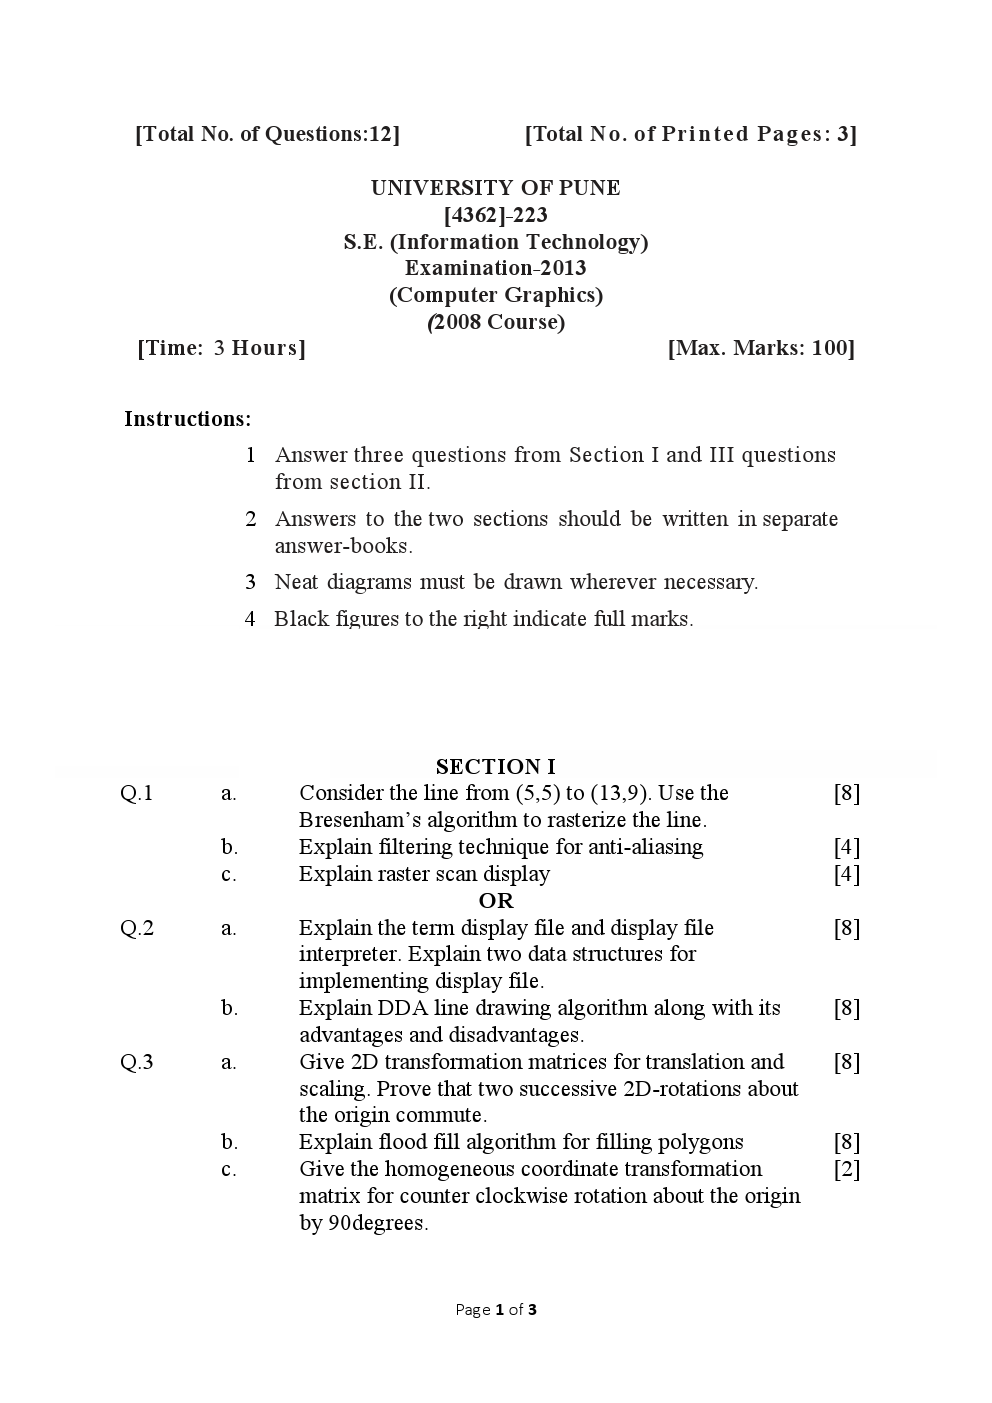 [Total No. of Questions:12] [Total No. of Printed Pages: 3]
UNIVERSITY OF PUNE
[4362]-223
S.E. (Information Technology)
Examination-2013
(Computer Graphics)
(2008 Course)
[Time: 3 Hours] [Max. Marks: 100]
Instructions:
1 Answer three questions from Section I and III questions
from section II.
2 Answers to the two sections should be written in separate
answer-books.
3 Neat diagrams must be drawn wherever necessary.
4 Black figures to the right indicate full marks.
SECTION I
Q.1 a. Consider the line from (5,5) to (13,9). Use the [8]
Bresenham’s algorithm to rasterize the line.
b. Explain filtering technique for anti-aliasing [4]
c. Explain raster scan display [4]
OR
Q.2 a. Explain the term display file and display file [8]
interpreter. Explain two data structures for
implementing display file.
b. Explain DDA line drawing algorithm along with its [8]
advantages and disadvantages.
Q.3 a. Give 2D transformation matrices for translation and [8]
scaling. Prove that two successive 2D-rotations about
the origin commute.
b. Explain flood fill algorithm for filling polygons [8]
c. Give the homogeneous coordinate transformation [2]
matrix for counter clockwise rotation about the origin
by 90degrees.
Page 1 of 3